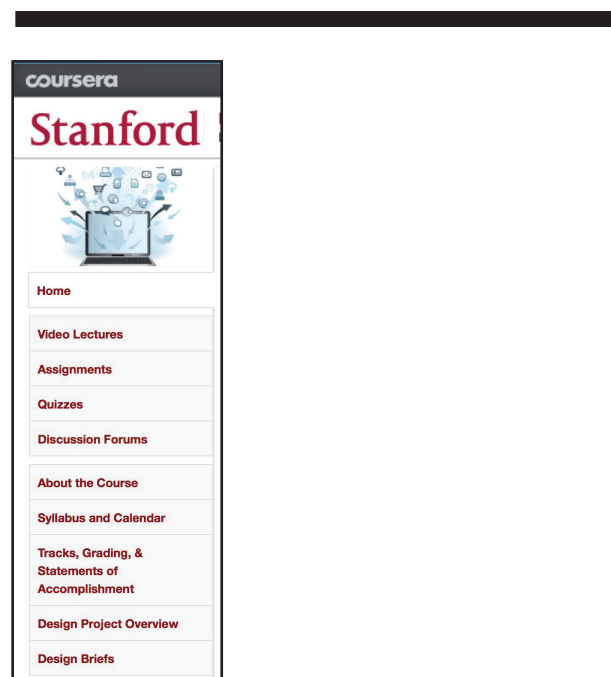 coursera
Stanford
Home
Video Lectures
Assignments
Quizzes
Discussion Forums
About the Course
Syllabus and Calendar
Tracks, Grading, &
Statements of
Accomplishment
Design Project Overview
Design Briefs